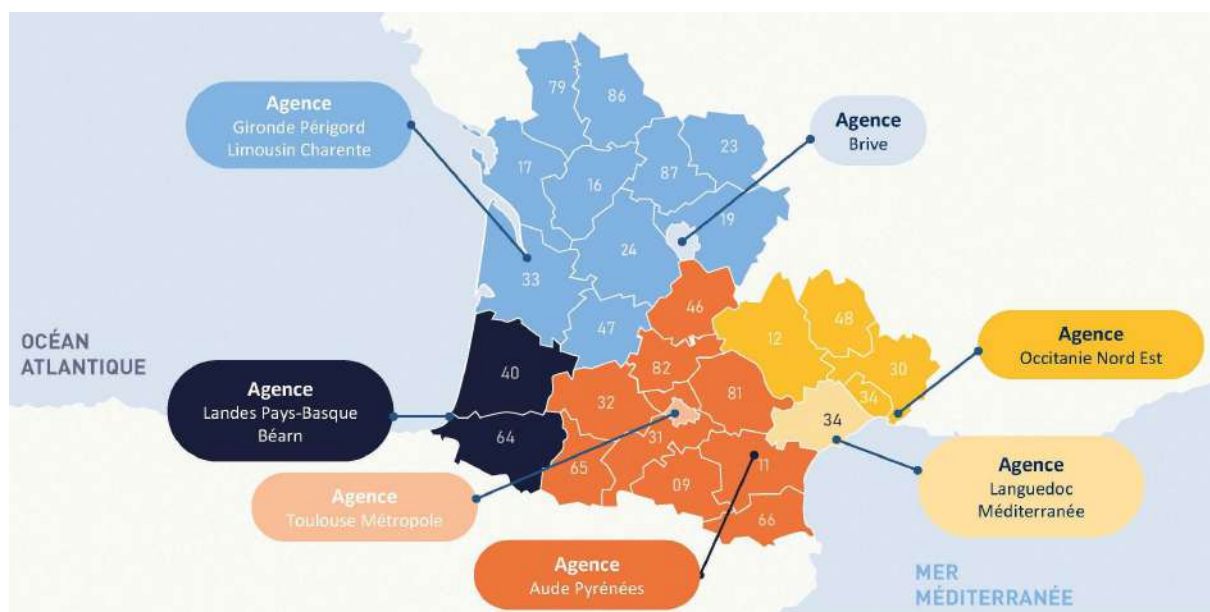 79
86
Agence
Gironde Périgord
Limousin Charente
Agence
Brive
23
17
16
87
19
24
33
46
47
12
48
OCÉAN
ATLANTIQUE
Agence
Occitanie Nord Est
30
40
82
34
Agence
Landes Pays-Basque
Béarn
32
81
34
64
31
65
11
09
Agence
Languedoc
Méditerranée
Agence
Toulouse Métropole
66
Agence
Aude Pyrénées
MER
MÉDITERRANÉE